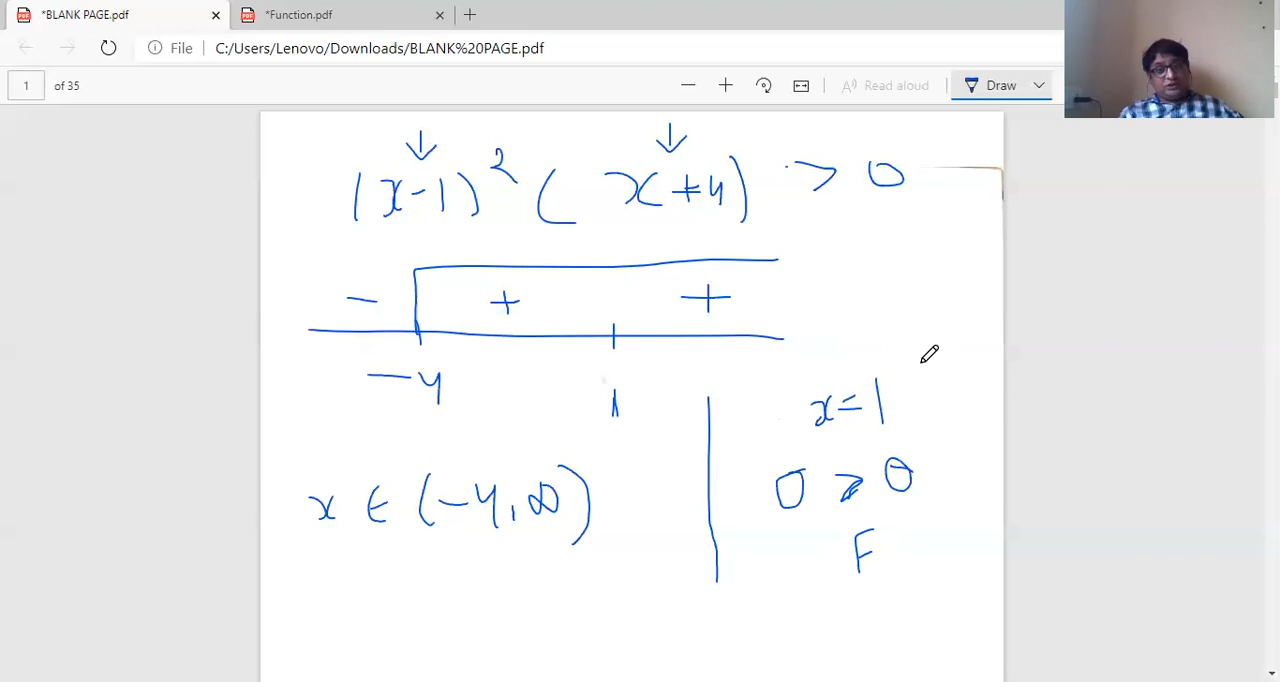 *BLANK PAGE.pdf
*Function.pdf
File C:/Users/Lenovo/Downloads/BLANK%20PAGE.pdf
1 of 35
Read aloud
Draw
(x-1)² (x+4) > 0
- + +
-4 1
x ∈ (-4, ∞)
x = 1
0 > 0
F